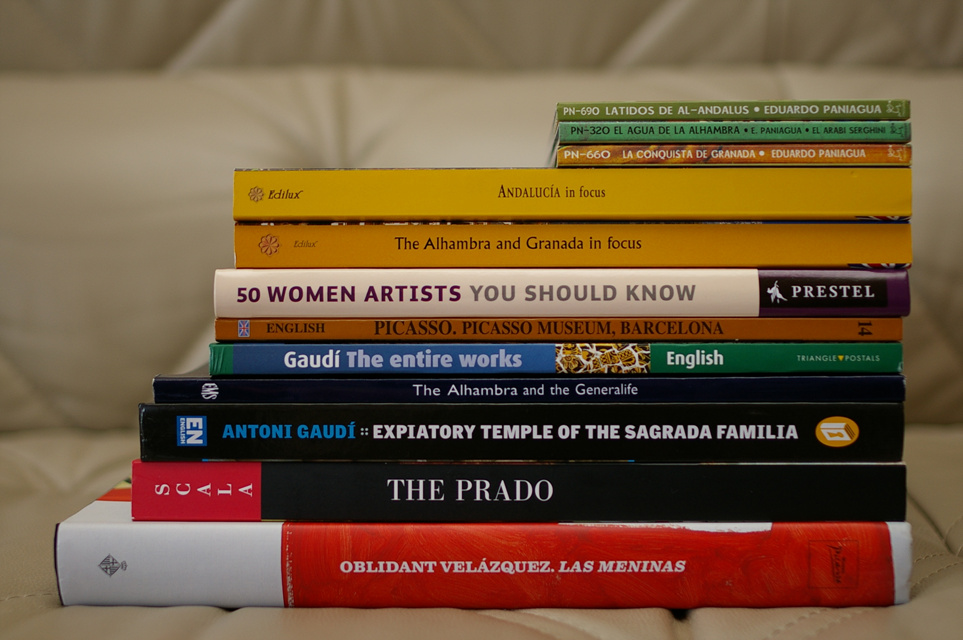 PN-690 LATIDOS DE AL-ANDALUS • EDUARDO PANIAGUA
PN-320 EL AGUA DE LA ALHAMBRA • E. PANIAGUA • EL ARABI SERGHINI
PN-660 LA CONQUISTA DE GRANADA • EDUARDO PANIAGUA
Edilux ANDALUCÍA in focus
Edilux The Alhambra and Granada in focus
50 WOMEN ARTISTS YOU SHOULD KNOW PRESTEL
ENGLISH PICASSO. PICASSO MUSEUM, BARCELONA 14
Gaudí The entire works English TRIANGLE♥POSTALS
The Alhambra and the Generalife
EN ENGLISH ANTONI GAUDÍ :: EXPIATORY TEMPLE OF THE SAGRADA FAMILIA
SCALA THE PRADO
OBLIDANT VELÁZQUEZ. LAS MENINAS